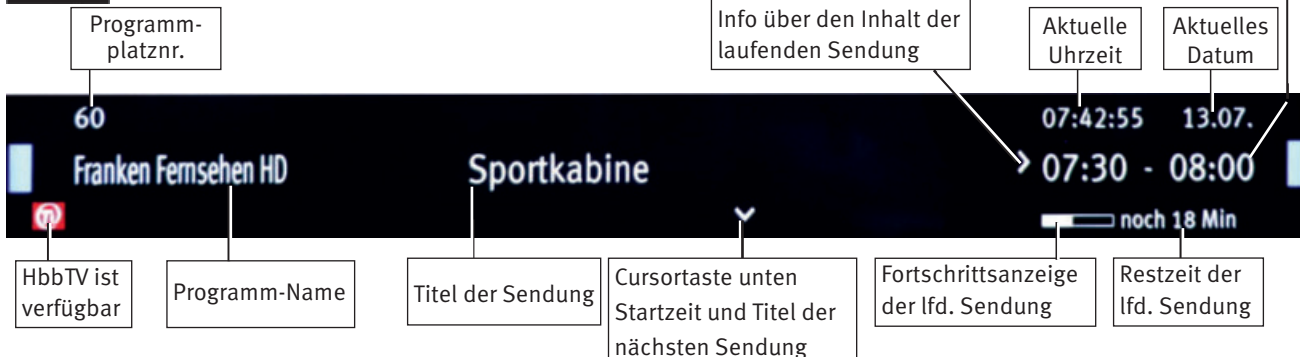 Programm-
platznr.
Info über den Inhalt der
laufenden Sendung
Aktuelle
Uhrzeit
Aktuelles
Datum
60
07:42:55 13.07.
Franken Fernsehen HD
Sportkabine
07:30 - 08:00
noch 18 Min
HbbTV ist
verfügbar
Programm-Name
Titel der Sendung
Cursortaste unten
Startzeit und Titel der
nächsten Sendung
Fortschrittsanzeige
der lfd. Sendung
Restzeit der
lfd. Sendung